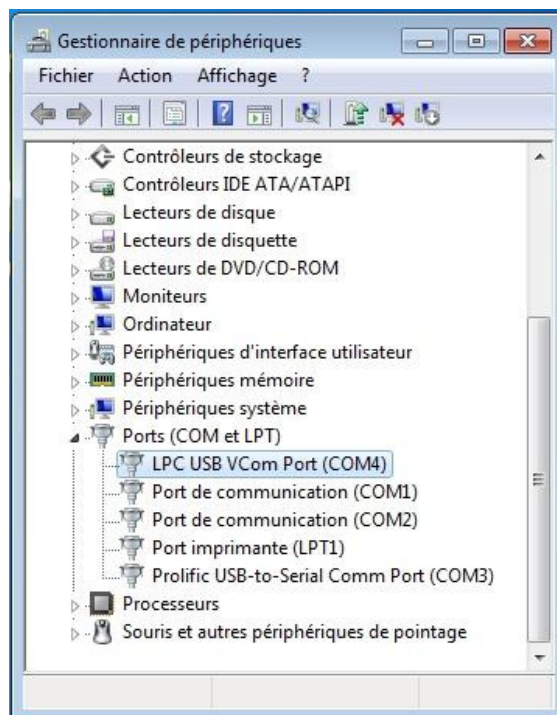 Gestionnaire de périphériques
Fichier Action Affichage ?
Contrôleurs de stockage
Contrôleurs IDE ATA/ATAPI
Lecteurs de disque
Lecteurs de disquette
Lecteurs de DVD/CD-ROM
Moniteurs
Ordinateur
Périphériques d'interface utilisateur
Périphériques mémoire
Périphériques système
Ports (COM et LPT)
LPC USB VCom Port (COM4)
Port de communication (COM1)
Port de communication (COM2)
Port imprimante (LPT1)
Prolific USB-to-Serial Comm Port (COM3)
Processeurs
Souris et autres périphériques de pointage